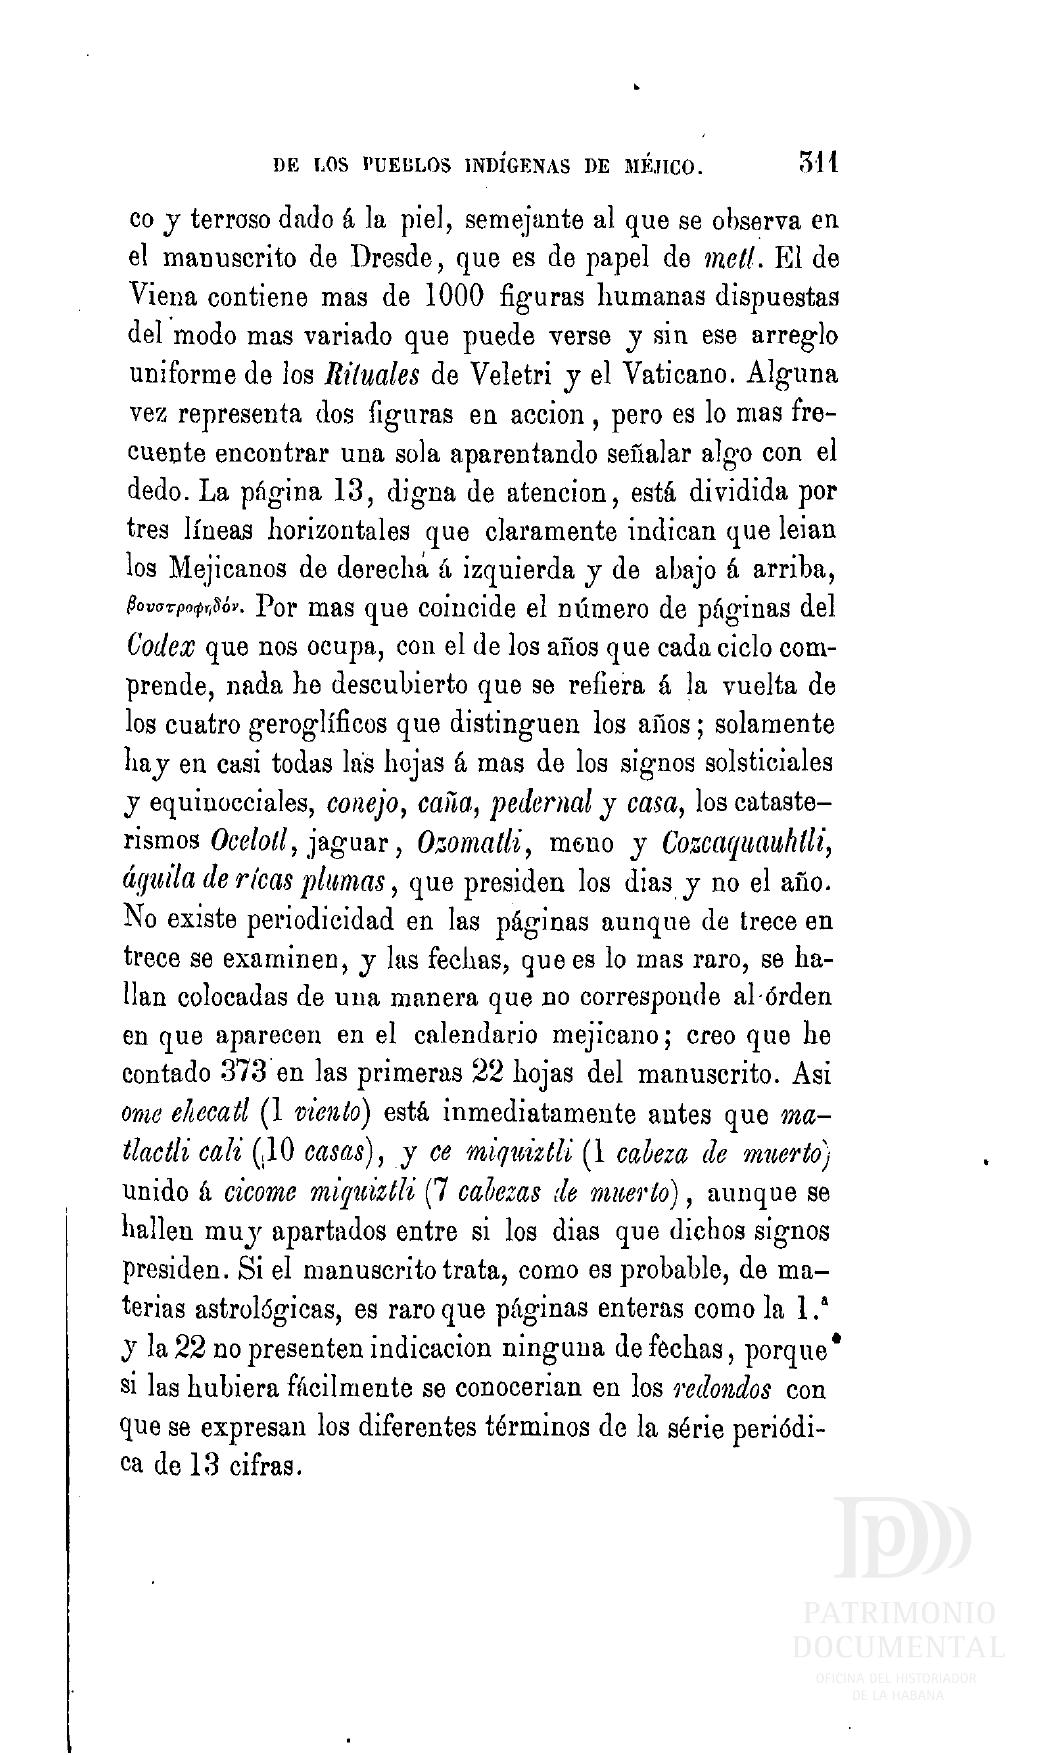 DE LOS PUEBLOS INDÍGENAS DE MÉJICO. 311
co y terroso dado á la piel, semejante al que se observa en
el manuscrito de Dresde, que es de papel de metl. El de
Viena contiene mas de 1000 figuras humanas dispuestas
del modo mas variado que puede verse y sin ese arreglo
uniforme de los Rituales de Veletri y el Vaticano. Alguna
vez representa dos figuras en accion, pero es lo mas fre-
cuente encontrar una sola aparentando señalar algo con el
dedo. La página 13, digna de atencion, está dividida por
tres líneas horizontales que claramente indican que leian
los Mejicanos de derecha á izquierda y de abajo á arriba,
βουστροφηδόν. Por mas que coincide el número de páginas del
Codex que nos ocupa, con el de los años que cada ciclo com-
prende, nada he descubierto que se refiera á la vuelta de
los cuatro geroglíficos que distinguen los años; solamente
hay en casi todas las hojas á mas de los signos solsticiales
y equinocciales, conejo, caña, pedernal y casa, los cataste-
rismos Ocelotl, jaguar, Ozomatli, mono y Cozcaquauhtli,
águila de ricas plumas, que presiden los dias y no el año.
No existe periodicidad en las páginas aunque de trece en
trece se examinen, y las fechas, que es lo mas raro, se ha-
llan colocadas de una manera que no corresponde al órden
en que aparecen en el calendario mejicano; creo que he
contado 373 en las primeras 22 hojas del manuscrito. Asi
ome ehecatl (1 viento) está inmediatamente antes que ma-
tlactli cali (10 casas), y ce miquiztli (1 cabeza de muerto)
unido á cicome miquiztli (7 cabezas de muerto), aunque se
hallen muy apartados entre si los dias que dichos signos
presiden. Si el manuscrito trata, como es probable, de ma-
terias astrológicas, es raro que páginas enteras como la 1.ª
y la 22 no presenten indicacion ninguna de fechas, porque
si las hubiera fácilmente se conocerian en los redondos con
que se expresan los diferentes términos de la série periódi-
ca de 13 cifras.
PATRIMONIO
DOCUMENTAL
OFICINA DEL HISTORIADOR
DE LA HABANA